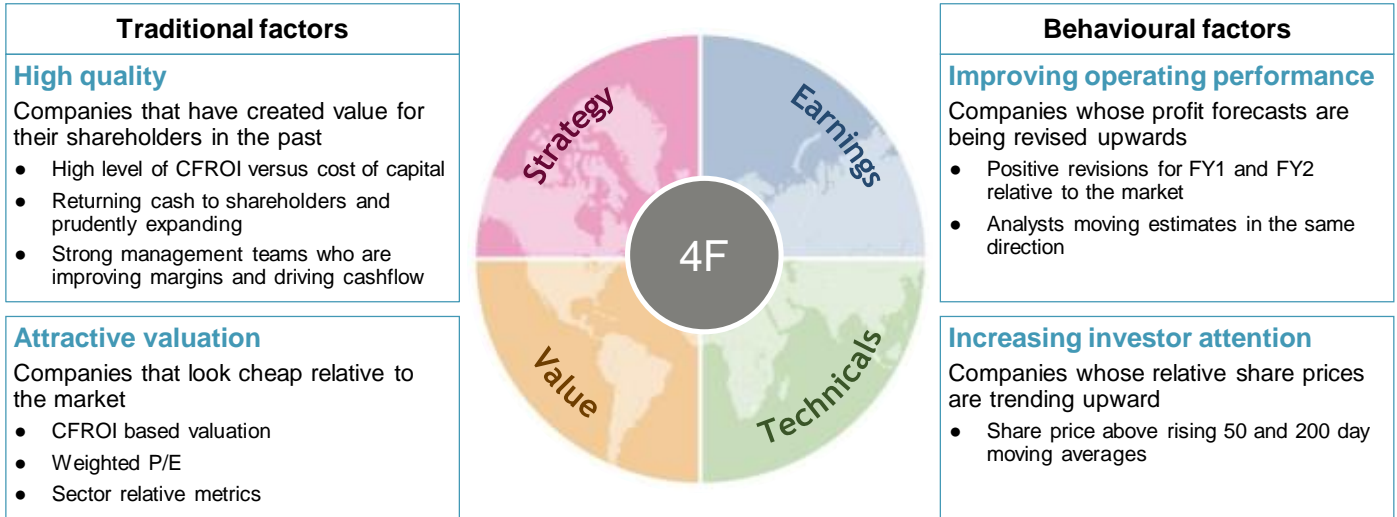 Traditional factors
High quality
Companies that have created value for
their shareholders in the past
● High level of CFROI versus cost of capital
● Returning cash to shareholders and
prudently expanding
● Strong management teams who are
improving margins and driving cashflow
Attractive valuation
Companies that look cheap relative to
the market
● CFROI based valuation
● Weighted P/E
● Sector relative metrics
Strategy
Earnings
4F
Value
Technicals
Behavioural factors
Improving operating performance
Companies whose profit forecasts are
being revised upwards
● Positive revisions for FY1 and FY2
relative to the market
● Analysts moving estimates in the same
direction
Increasing investor attention
Companies whose relative share prices
are trending upward
● Share price above rising 50 and 200 day
moving averages